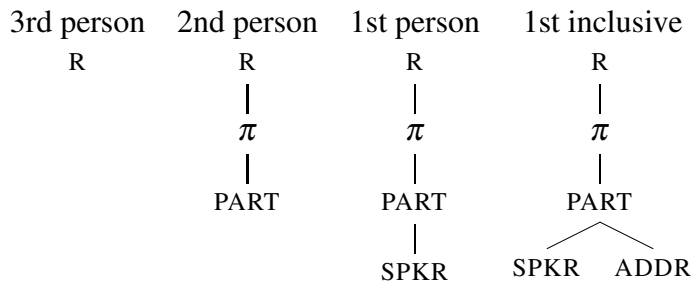 3rd person 2nd person 1st person 1st inclusive
R R R R
π π π
PART PART PART
SPKR SPKR ADDR